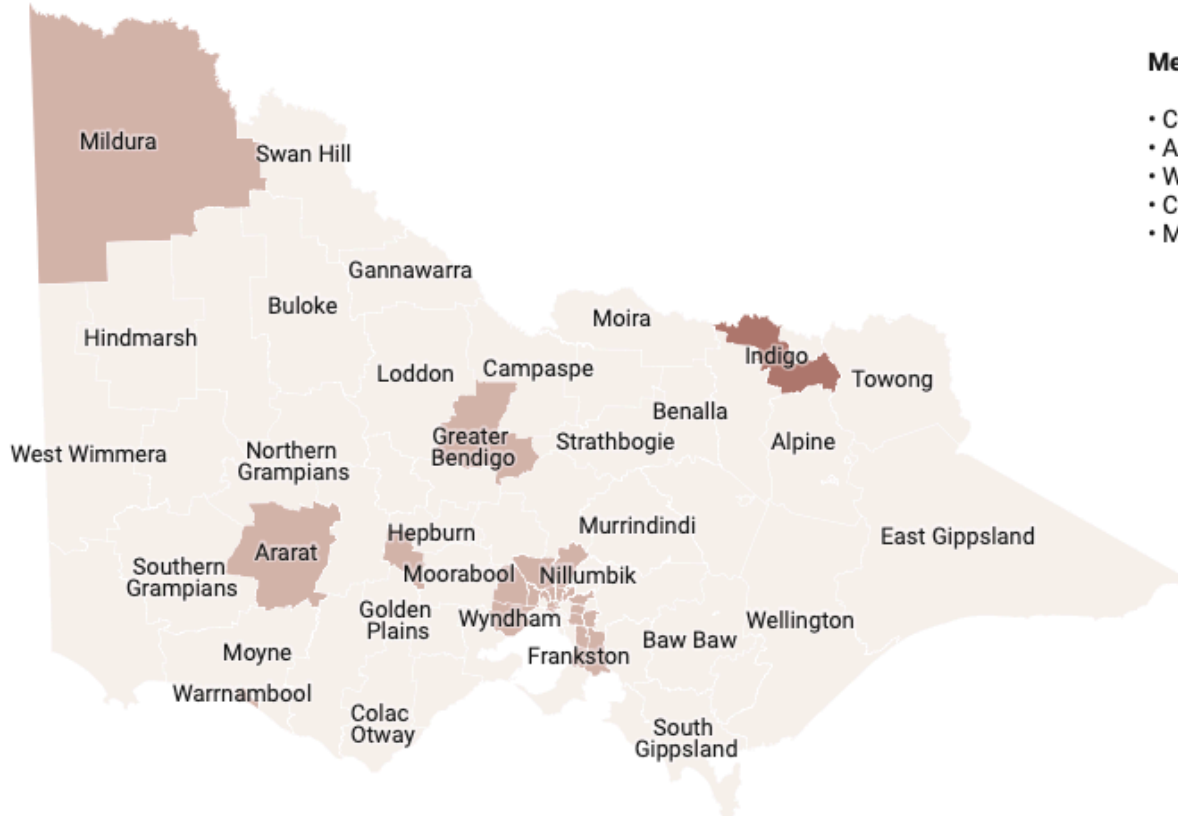 Me
• C
• A
• W
• C
• M
Mildura
Swan Hill
Gannawarra
Buloke
Hindmarsh
Moira
Indigo
Towong
Loddon
Campaspe
Benalla
West Wimmera
Northern
Grampians
Greater
Bendigo
Strathbogie
Alpine
Ararat
Hepburn
Murrindindi
East Gippsland
Southern
Grampians
Moorabool
Nillumbik
Golden
Plains
Wyndham
Wellington
Moyne
Frankston
Baw Baw
Warrnambool
Colac
Otway
South
Gippsland